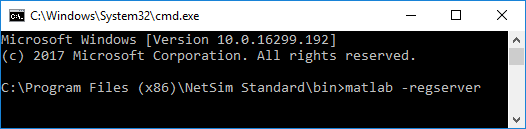 C:\Windows\System32\cmd.exe
Microsoft Windows [Version 10.0.16299.192]
(c) 2017 Microsoft Corporation. All rights reserved.
C:\Program Files (x86)\NetSim Standard\bin>matlab -regserver